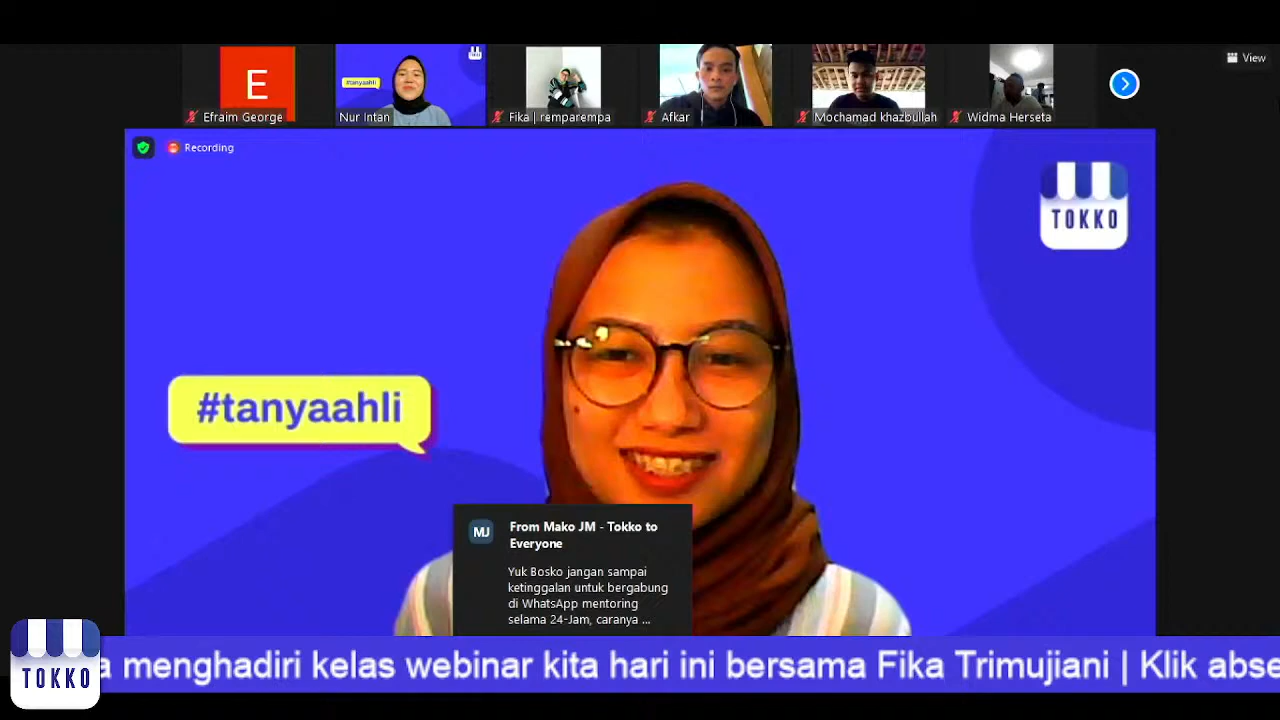 E
#tanyaahli
View
Efraim George
Nur Intan
Fika | remparempa
Afkar
Mochamad khazbullah
Widma Herseta
Recording
TOKKO
#tanyaahli
MJ
From Mako JM - Tokko to
Everyone
Yuk Bosko jangan sampai
ketinggalan untuk bergabung
di WhatsApp mentoring
selama 24-Jam, caranya ...
TOKKO
a menghadiri kelas webinar kita hari ini bersama Fika Trimujiani | Klik abse